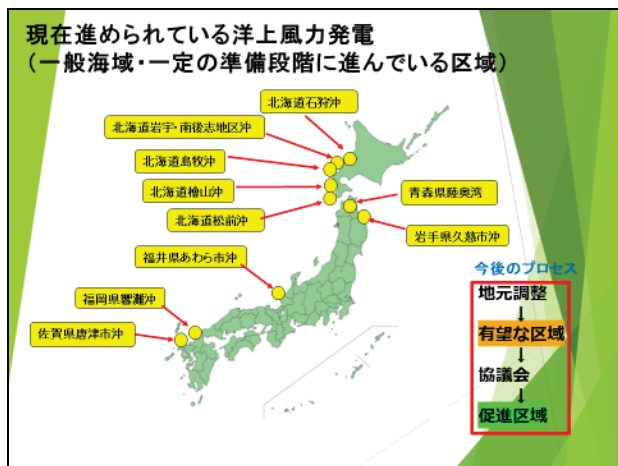 現在進められている洋上風力発電
(一般海域・一定の準備段階に進んでいる区域)
北海道石狩沖
北海道岩宇・南後志地区沖
北海道島牧沖
北海道檜山沖
北海道松前沖
青森県陸奥湾
岩手県久慈市沖
福井県あわら市沖
福岡県響灘沖
佐賀県唐津市沖
今後のプロセス
地元調整
有望な区域
協議会
促進区域